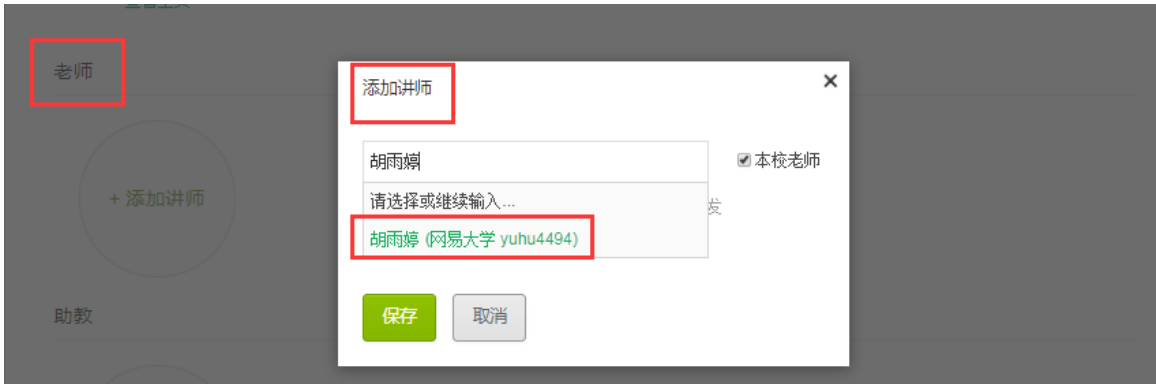 老师
添加讲师
胡雨婷
本校老师
请选择或继续输入...
发
胡雨婷 (网易大学 yuhu4494)
+ 添加讲师
助教
保存
取消